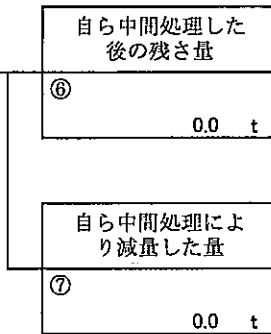 自ら中間処理した
後の残さ量
⑥
0.0 t
自ら中間処理によ
り減量した量
⑦
0.0 t